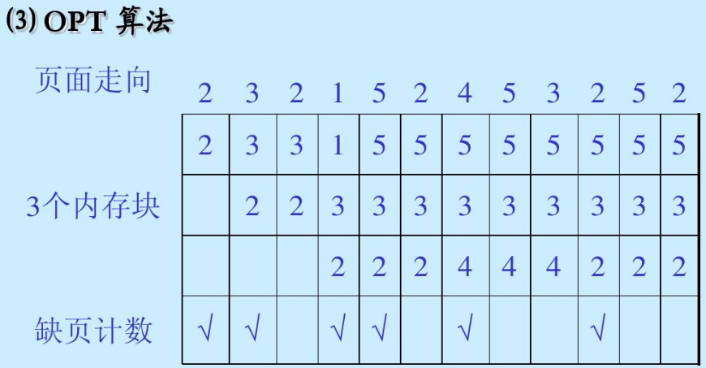 (3) OPT 算法
页面走向 2 3 2 1 5 2 4 5 3 2 5 2
2 3 3 1 5 5 5 5 5 5 5 5
3个内存块 2 2 3 3 3 3 3 3 3 3 3
2 2 2 4 4 4 2 2 2
缺页计数 √ √ √ √ √ √